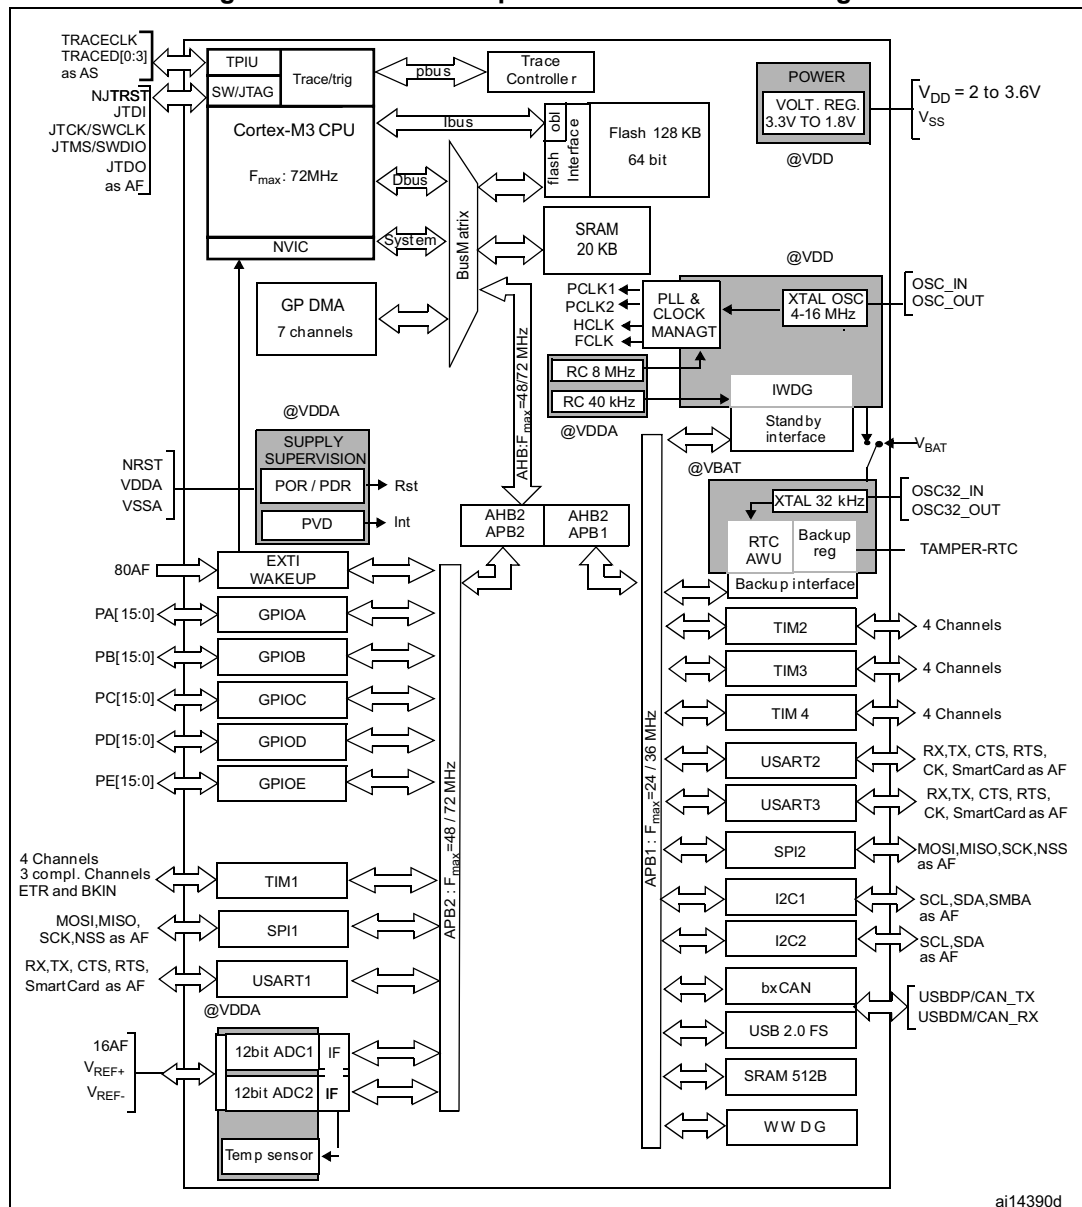 TRACECLK
TRACED[0:3]
as AS
NJTRST
JTDI
JTCK/SWCLK
JTMS/SWDIO
JTDO
as AF
TPIU
SW/JTAG
Trace/trig
Cortex-M3 CPU
Fmax: 72MHz
NVIC
pbus
Trace
Controller
Ibus
Dbus
System
BusMatrix
flash obl
Interface
Flash 128 KB
64 bit
SRAM
20 KB
GP DMA
7 channels
AHB:Fmax=48/72 MHz
POWER
VOLT. REG.
3.3V TO 1.8V
@VDD
VDD = 2 to 3.6V
VSS
@VDD
PCLK1
PCLK2
HCLK
FCLK
PLL &
CLOCK
MANAGT
XTAL OSC
4-16 MHz
OSC_IN
OSC_OUT
RC 8 MHz
RC 40 kHz
@VDDA
IWDG
Standby
interface
VBAT
@VBAT
XTAL 32 kHz
OSC32_IN
OSC32_OUT
RTC
AWU
Backup
reg
TAMPER-RTC
Backup interface
@VDDA
SUPPLY
SUPERVISION
NRST
VDDA
VSSA
POR / PDR
Rst
PVD
Int
AHB2
APB2
AHB2
APB1
80AF
EXTI
WAKEUP
PA[15:0]
GPIOA
PB[15:0]
GPIOB
PC[15:0]
GPIOC
PD[15:0]
GPIOD
PE[15:0]
GPIOE
4 Channels
3 compl. Channels
ETR and BKIN
TIM1
MOSI,MISO,
SCK,NSS as AF
SPI1
RX,TX, CTS, RTS,
SmartCard as AF
USART1
@VDDA
16AF
VREF+
VREF-
12bit ADC1 IF
12bit ADC2 IF
Temp sensor
APB2 : Fmax=48 / 72 MHz
APB1 : Fmax=24 / 36 MHz
TIM2
4 Channels
TIM3
4 Channels
TIM 4
4 Channels
USART2
RX,TX, CTS, RTS,
CK, SmartCard as AF
USART3
RX,TX, CTS, RTS,
CK, SmartCard as AF
SPI2
MOSI,MISO,SCK,NSS
as AF
I2C1
SCL,SDA,SMBA
as AF
I2C2
SCL,SDA
as AF
bxCAN
USBDP/CAN_TX
USBDM/CAN_RX
USB 2.0 FS
SRAM 512B
WWDG
ai14390d